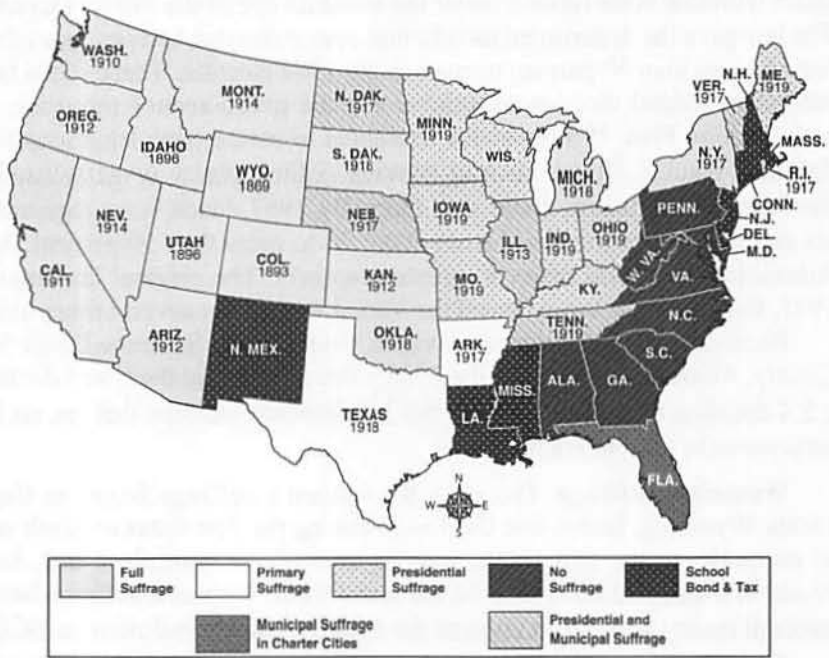 WASH.
1910
OREG.
1912
CAL.
1911
NEV.
1914
IDAHO
1896
MONT.
1914
WYO.
1869
UTAH
1896
COL.
1893
ARIZ.
1912
N. MEX.
N. DAK.
1917
S. DAK.
1918
NEB.
1917
KAN.
1912
OKLA.
1918
TEXAS
1918
MINN.
1919
IOWA
1919
MO.
1919
ARK.
1917
LA.
WIS.
ILL.
1913
MICH.
1918
IND.
1919
OHIO
1919
KY.
TENN.
1919
MISS.
ALA.
GA.
FLA.
S.C.
N.C.
VA.
W. VA.
PENN.
N.Y.
1917
VER.
1917
N.H.
ME.
1919
MASS.
R.I.
1917
CONN.
N.J.
DEL.
M.D.
N
W
E
S
Full
Suffrage
Primary
Suffrage
Presidential
Suffrage
No
Suffrage
School
Bond & Tax
Municipal Suffrage
In Charter Cities
Presidential and
Municipal Suffrage